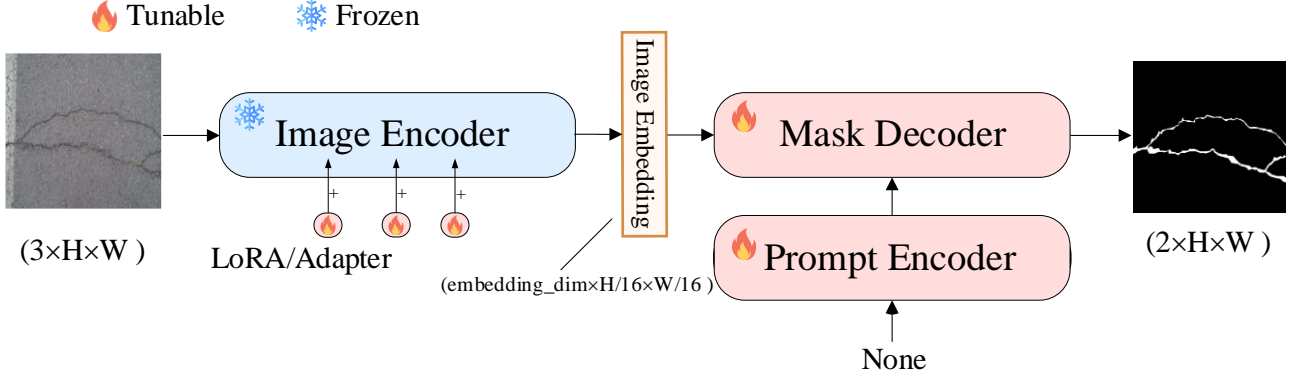 Tunable
Frozen
Image Encoder
Image Embedding
Mask Decoder
+ + +
(3×H×W )
LoRA/Adapter
(embedding_dim×H/16×W/16 )
Prompt Encoder
(2×H×W )
None